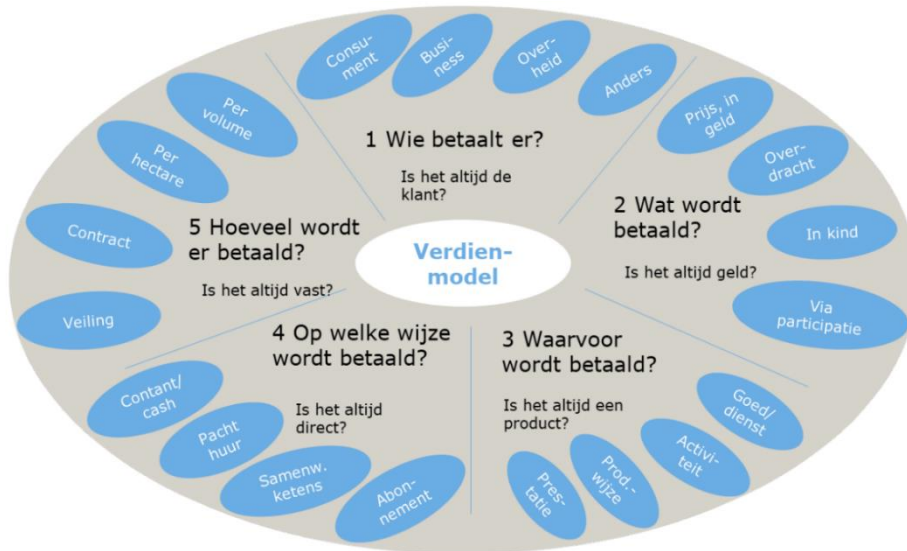 Consu-
ment
Busi-
ness
Over-
heid
Anders
1 Wie betaalt er?
Is het altijd de
klant?
Prijs, in
geld
Over-
dracht
In kind
Via
participatie
2 Wat wordt
betaald?
Is het altijd geld?
Verdien-
model
3 Waarvoor
wordt betaald?
Is het altijd een
product?
Goed/
dienst
Activi-
teit
Prod.-
wijze
Pres-
tatie
4 Op welke wijze
wordt betaald?
Is het altijd
direct?
Abon-
nement
Samenw.
ketens
Pacht
huur
Contant/
cash
5 Hoeveel wordt
er betaald?
Is het altijd vast?
Veiling
Contract
Per
hectare
Per
volume